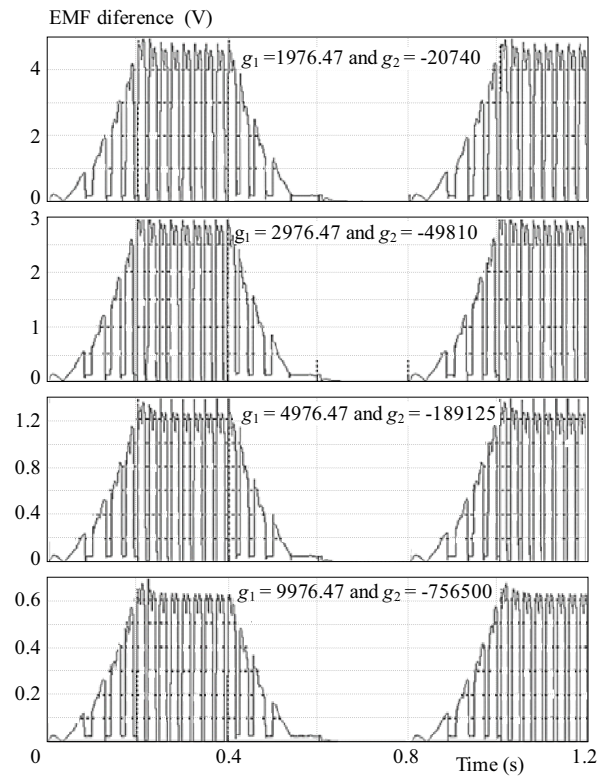 EMF diference (V)
g1 =1976.47 and g2 = -20740
4
2
0
g1 = 2976.47 and g2 = -49810
3
2
1
0
g1 = 4976.47 and g2 = -189125
1.2
0.8
0.4
0
g1 = 9976.47 and g2 = -756500
0.6
0.4
0.2
0 0.4 0.8 1.2
Time (s)